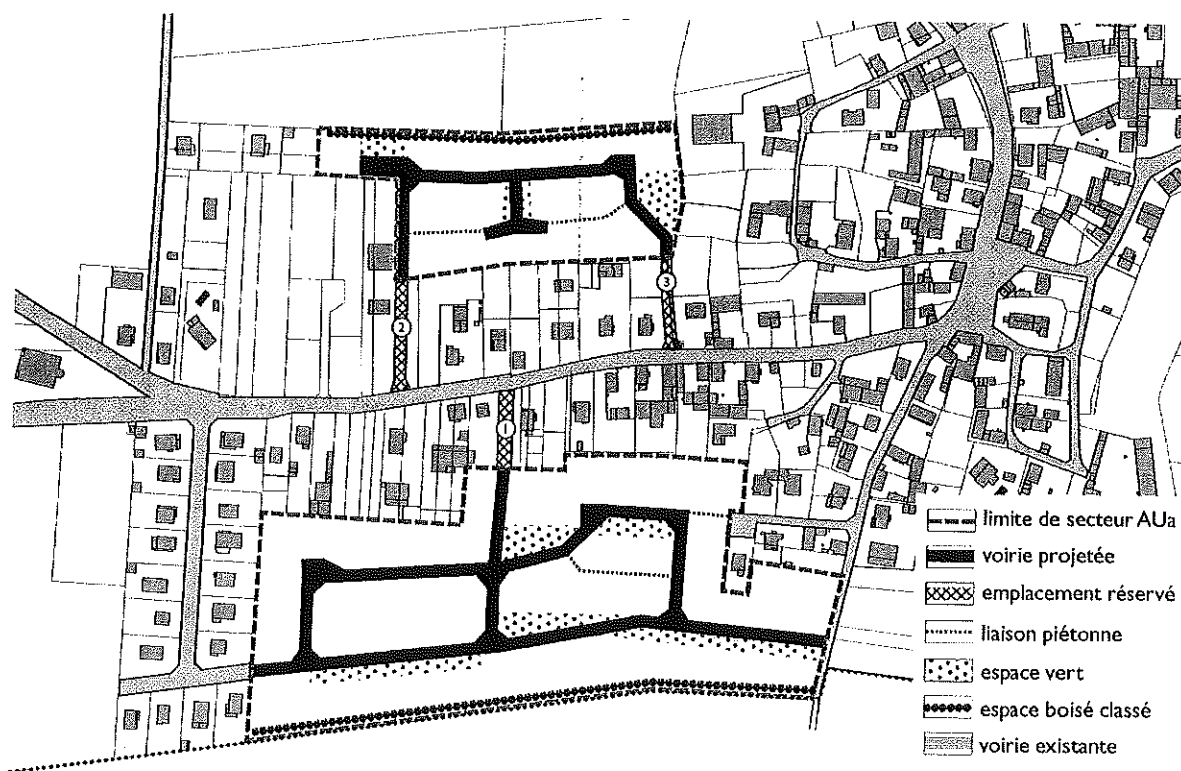 3
2
1
limite de secteur AUa
voirie projetée
emplacement réservé
liaison piétonne
espace vert
espace boisé classé
voirie existante